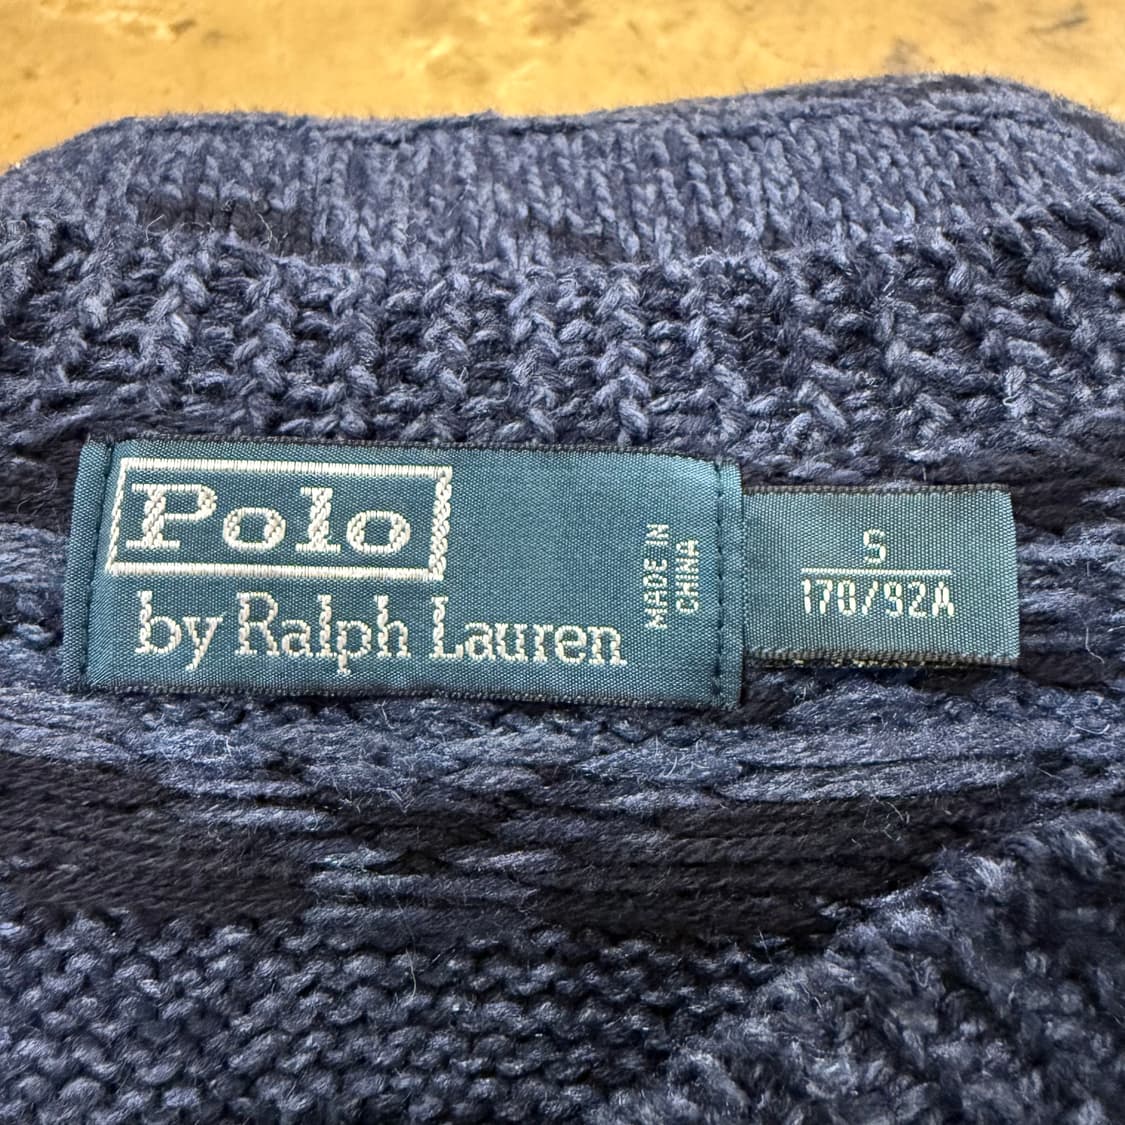 Polo
by Ralph Lauren
MADE IN
CHINA
S
170/92A